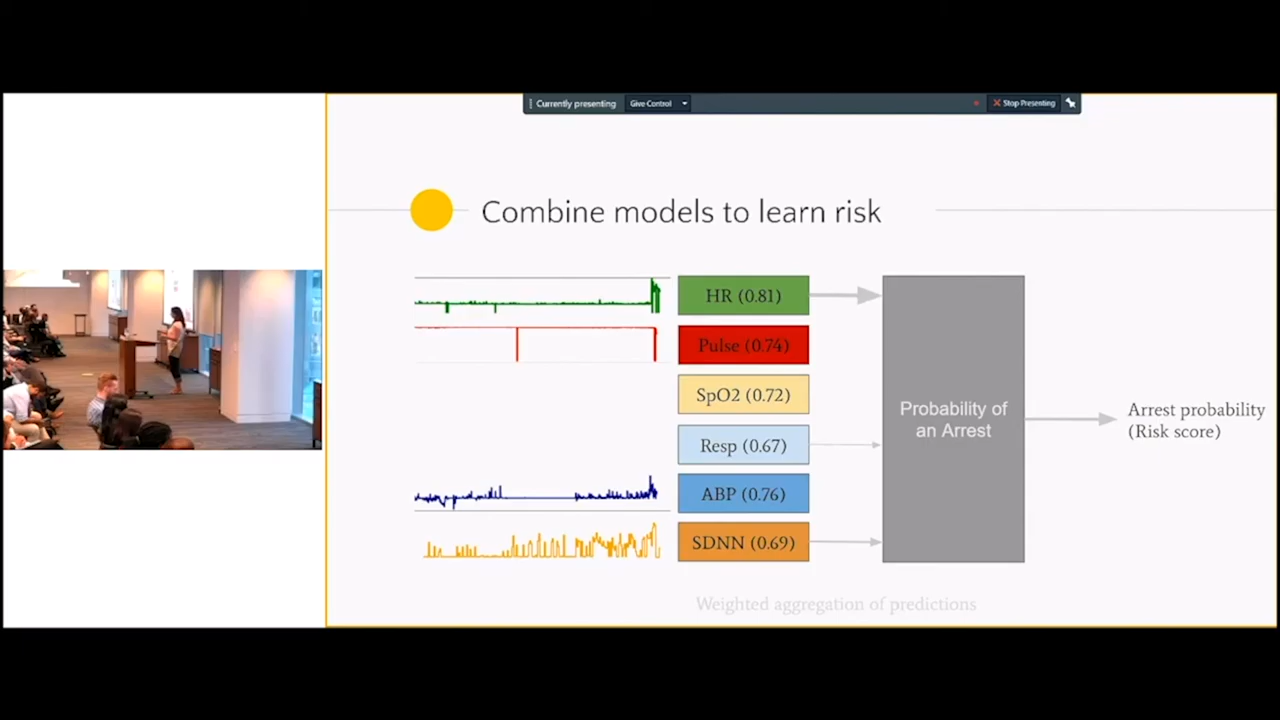 Currently presenting
Give Control
Stop Presenting
Combine models to learn risk
HR (0.81)
Pulse (0.74)
SpO2 (0.72)
Resp (0.67)
ABP (0.76)
SDNN (0.69)
Probability of
an Arrest
Arrest probability
(Risk score)
Weighted aggregation of predictions